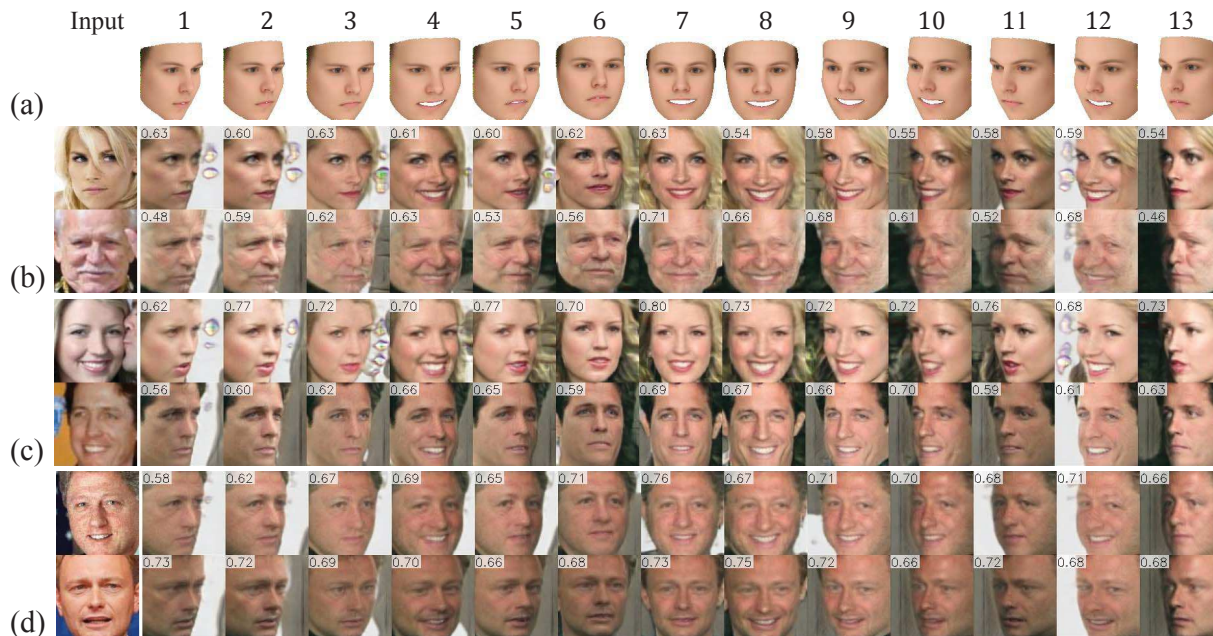 Input 1 2 3 4 5 6 7 8 9 10 11 12 13
(a)
0.63 0.60 0.63 0.61 0.60 0.62 0.63 0.54 0.58 0.55 0.58 0.59 0.54
0.48 0.59 0.62 0.63 0.53 0.56 0.71 0.66 0.68 0.61 0.52 0.68 0.46
(b)
0.62 0.77 0.72 0.70 0.77 0.70 0.80 0.73 0.72 0.72 0.76 0.68 0.73
0.56 0.60 0.62 0.66 0.65 0.59 0.69 0.67 0.66 0.70 0.59 0.61 0.63
(c)
0.58 0.62 0.67 0.69 0.65 0.71 0.76 0.67 0.71 0.70 0.68 0.71 0.66
0.73 0.72 0.69 0.70 0.66 0.68 0.73 0.75 0.72 0.66 0.72 0.68 0.68
(d)